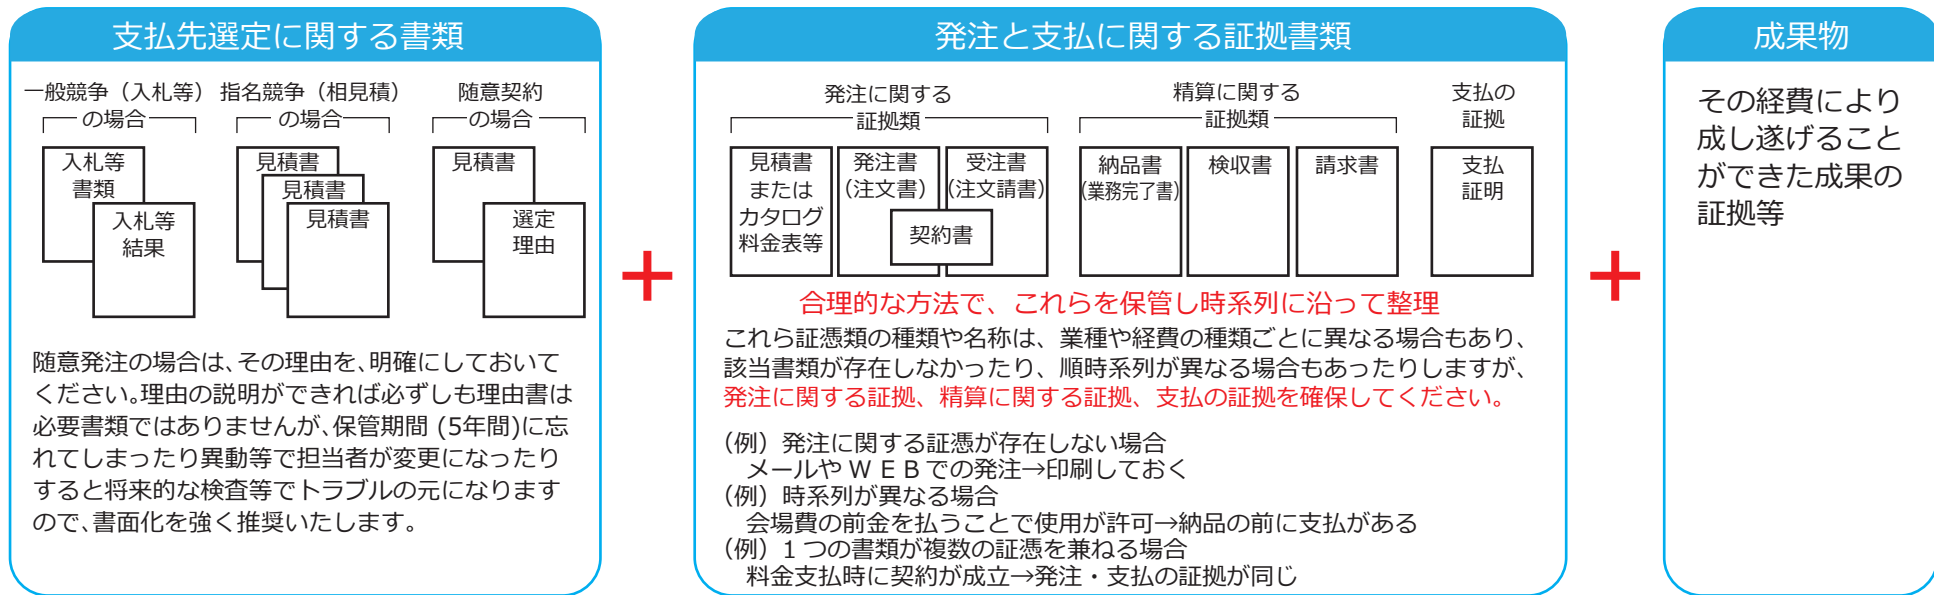 支払先選定に関する書類
一般競争（入札等）
の場合
入札等
書類
入札等
結果
指名競争（相見積）
の場合
見積書
見積書
見積書
随意契約
の場合
見積書
選定
理由
随意発注の場合は､その理由を､明確にしておいて
ください｡理由の説明ができれば必ずしも理由書は
必要書類ではありませんが､保管期間 (5年間)に忘
れてしまったり異動等で担当者が変更になったり
すると将来的な検査等でトラブルの元になります
ので､書面化を強く推奨いたします。
+
発注と支払に関する証拠書類
発注に関する
証拠類
見積書
または
カタログ
料金表等
発注書
(注文書)
受注書
(注文請書)
契約書
精算に関する
証拠類
納品書
(業務完了書)
検収書
請求書
支払の
証拠
支払
証明
合理的な方法で、これらを保管し時系列に沿って整理
これら証憑類の種類や名称は、業種や経費の種類ごとに異なる場合もあり、
該当書類が存在しなかったり、順時系列が異なる場合もあったりしますが、
発注に関する証拠、精算に関する証拠、支払の証拠を確保してください。
（例）発注に関する証憑が存在しない場合
メールやＷＥＢでの発注→印刷しておく
（例）時系列が異なる場合
会場費の前金を払うことで使用が許可→納品の前に支払がある
（例）１つの書類が複数の証憑を兼ねる場合
料金支払時に契約が成立→発注・支払の証拠が同じ
+
成果物
その経費により
成し遂げること
ができた成果の
証拠等